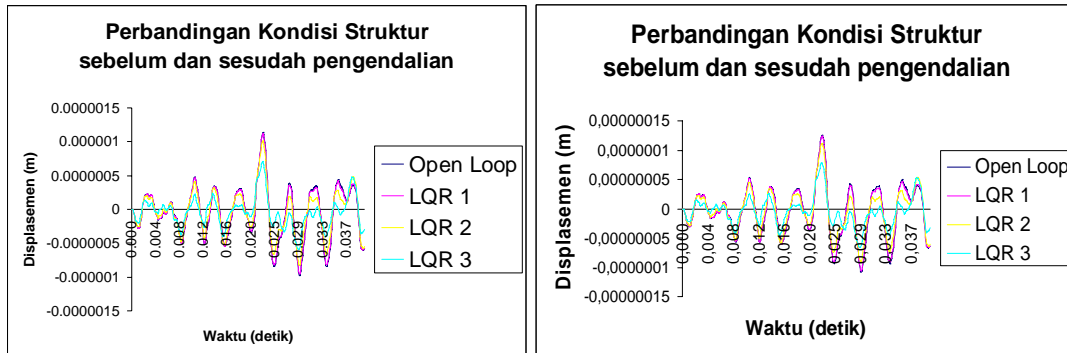 Perbandingan Kondisi Struktur
sebelum dan sesudah pengendalian
Displasemen (m)
0.0000015
0.000001
0.0000005
0
-0.0000005
-0.000001
-0.0000015
0.000
0.004
0.008
0.012
0.016
0.020
0.025
0.029
0.033
0.037
Waktu (detik)
Open Loop
LQR 1
LQR 2
LQR 3
Perbandingan Kondisi Struktur
sebelum dan sesudah pengendalian
Displasemen (m)
0,00000015
0,0000001
0,00000005
0
-0,00000005
-0,0000001
-0,00000015
0,000
0,004
0,008
0,012
0,016
0,020
0,025
0,029
0,033
0,037
Waktu (detik)
Open Loop
LQR 1
LQR 2
LQR 3